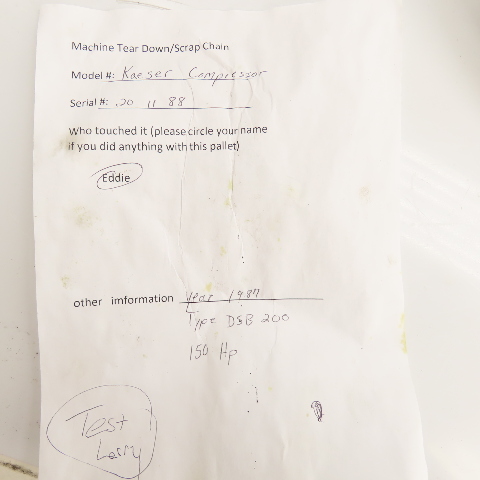 Machine Tear Down/Scrap Chain
Model #: Kaeser Compressor
Serial #: 20 11 88
Who touched it (please circle your name
if you did anything with this pallet)
Eddie
other imformation Year 1987
Type DSB 200
150 Hp
Test
Larry